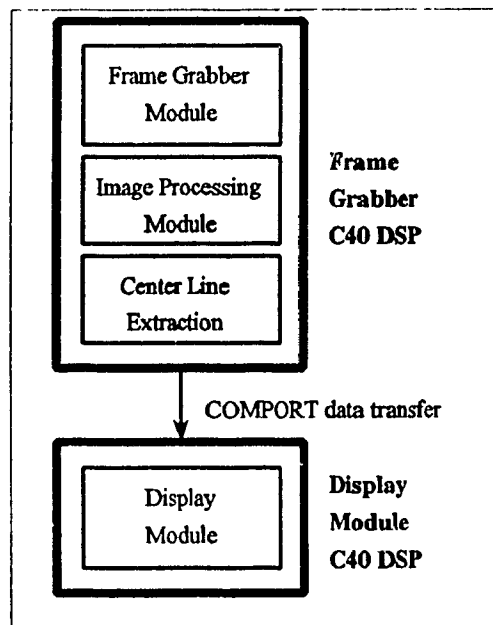 Frame Grabber
Module
Image Processing
Module
Center Line
Extraction
Frame
Grabber
C40 DSP
COMPORT data transfer
Display
Module
Display
Module
C40 DSP